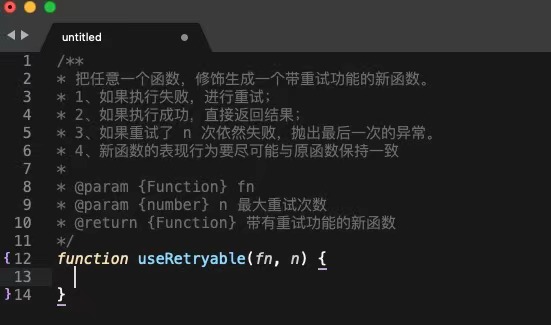 untitled
1 /**
2 * 把任意一个函数，修饰生成一个带重试功能的新函数。
3 * 1、如果执行失败，进行重试；
4 * 2、如果执行成功，直接返回结果；
5 * 3、如果重试了 n 次依然失败，抛出最后一次的异常。
6 * 4、新函数的表现行为要尽可能与原函数保持一致
7 *
8 * @param {Function} fn
9 * @param {number} n 最大重试次数
10 * @return {Function} 带有重试功能的新函数
11 */
{ 12 function useRetryable(fn, n) {
13
} 14 }